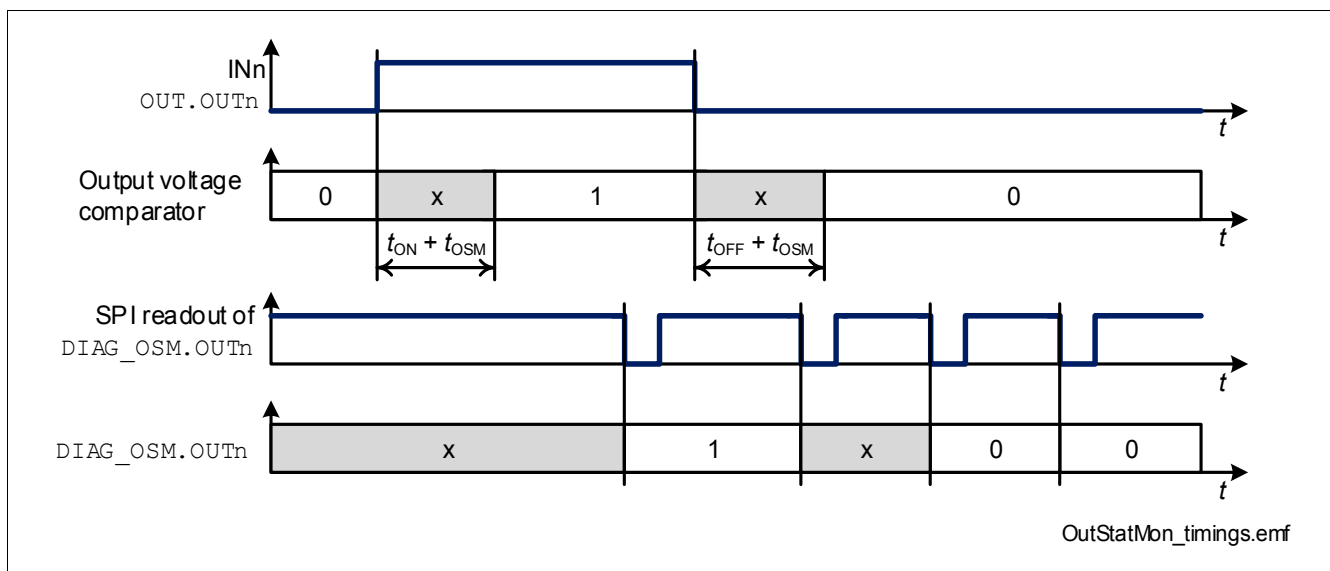 INn
OUT.OUTn
t
Output voltage
comparator
0 x 1 x 0
t
tON + tOSM tOFF + tOSM
SPI readout of
DIAG_OSM.OUTn
t
DIAG_OSM.OUTn
x 1 x 0 0
t
OutStatMon_timings.emf